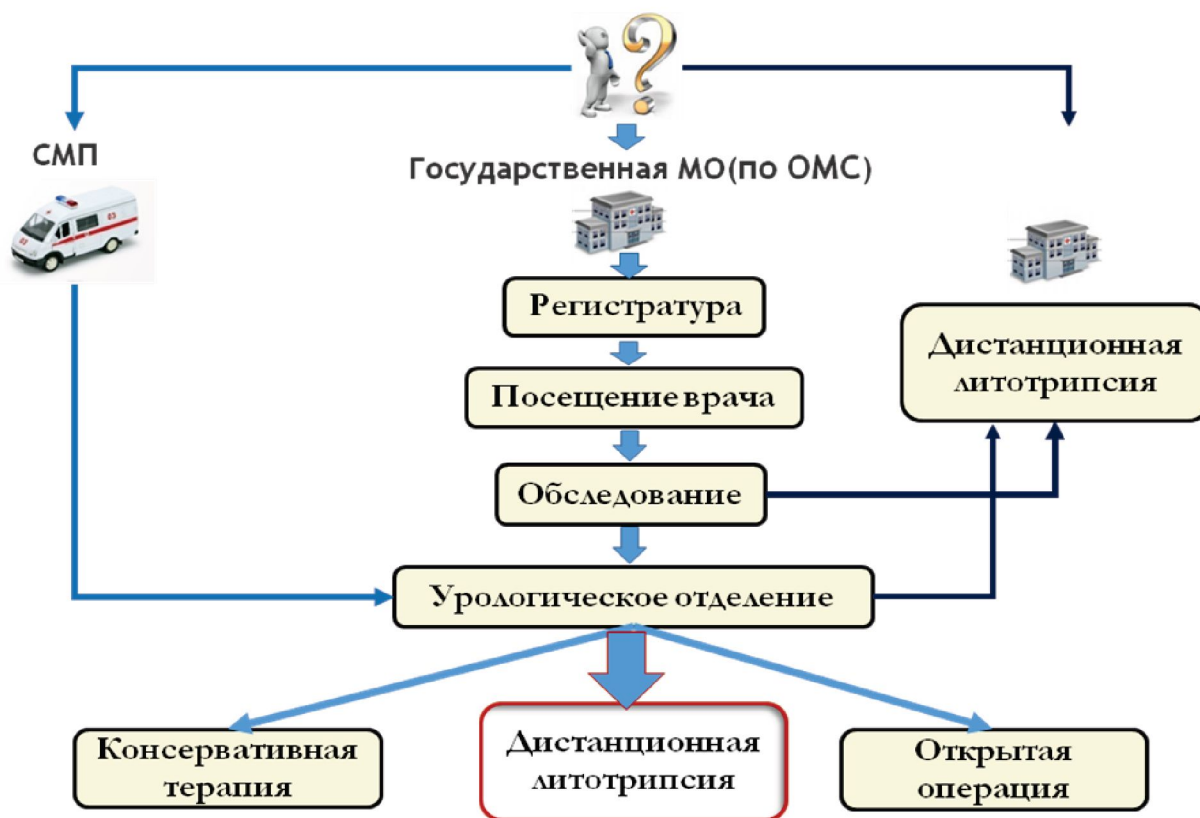 СМП
Государственная МО(по ОМС)
Регистратура
Посещение врача
Обследование
Урологическое отделение
Дистанционная
литотрипсия
Консервативная
терапия
Дистанционная
литотрипсия
Открытая
операция